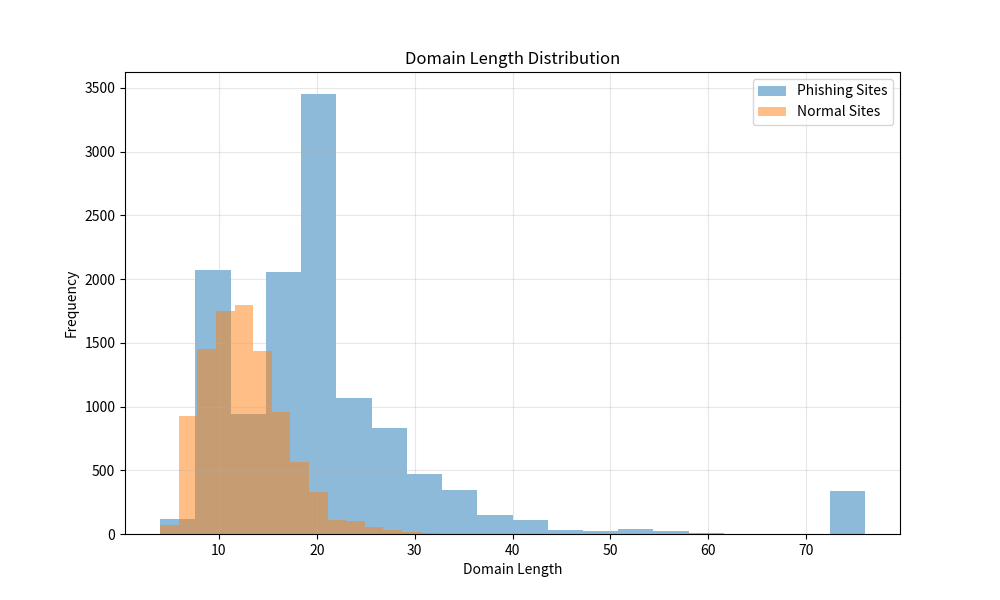 Domain Length Distribution
Phishing Sites
Normal Sites
3500
3000
2500
2000
1500
1000
500
0
Frequency
10 20 30 40 50 60 70
Domain Length